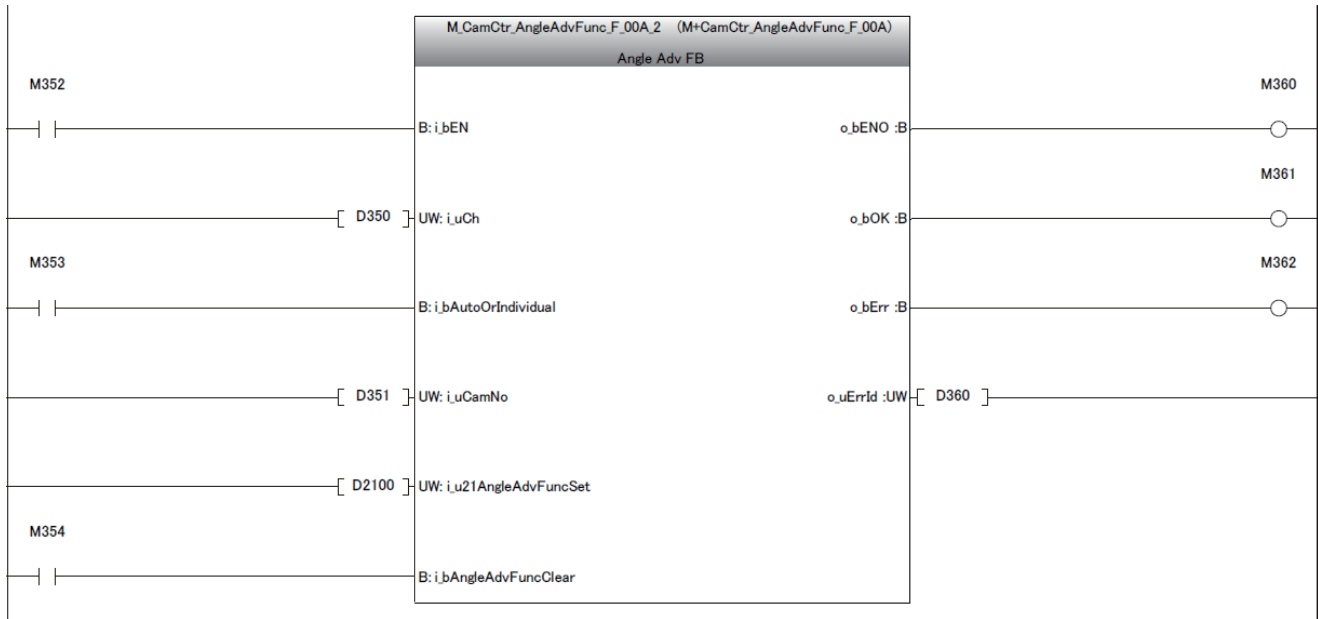 M_CamCtr_AngleAdvFunc_F_00A_2 (M+CamCtr_AngleAdvFunc_F_00A)
Angle Adv FB
M352 M360
B: i_bEN o_bENO :B
M361
D350 UW: i_uCh o_bOK :B
M353 M362
B: i_bAutoOrIndividual o_bErr :B
D351 UW: i_uCamNo o_uErrId :UW D360
D2100 UW: i_u21AngleAdvFuncSet
M354
B: i_bAngleAdvFuncClear